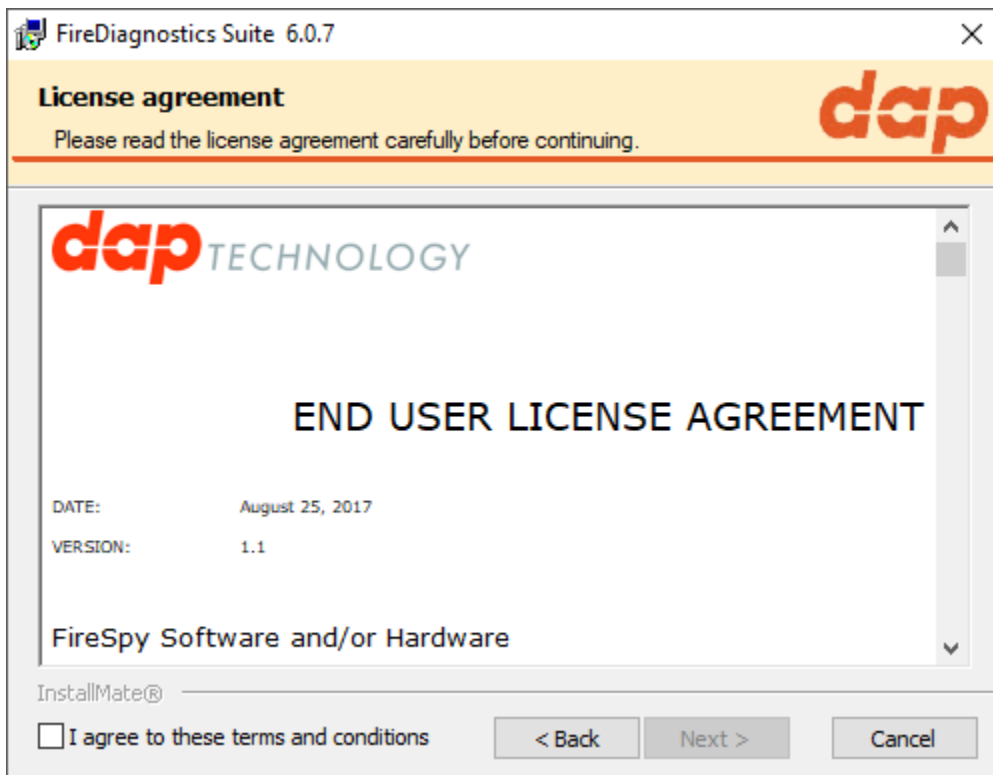 FireDiagnostics Suite 6.0.7
License agreement
Please read the license agreement carefully before continuing.
dap
dap TECHNOLOGY
END USER LICENSE AGREEMENT
DATE: August 25, 2017
VERSION: 1.1
FireSpy Software and/or Hardware
InstallMate®
I agree to these terms and conditions
< Back
Next >
Cancel